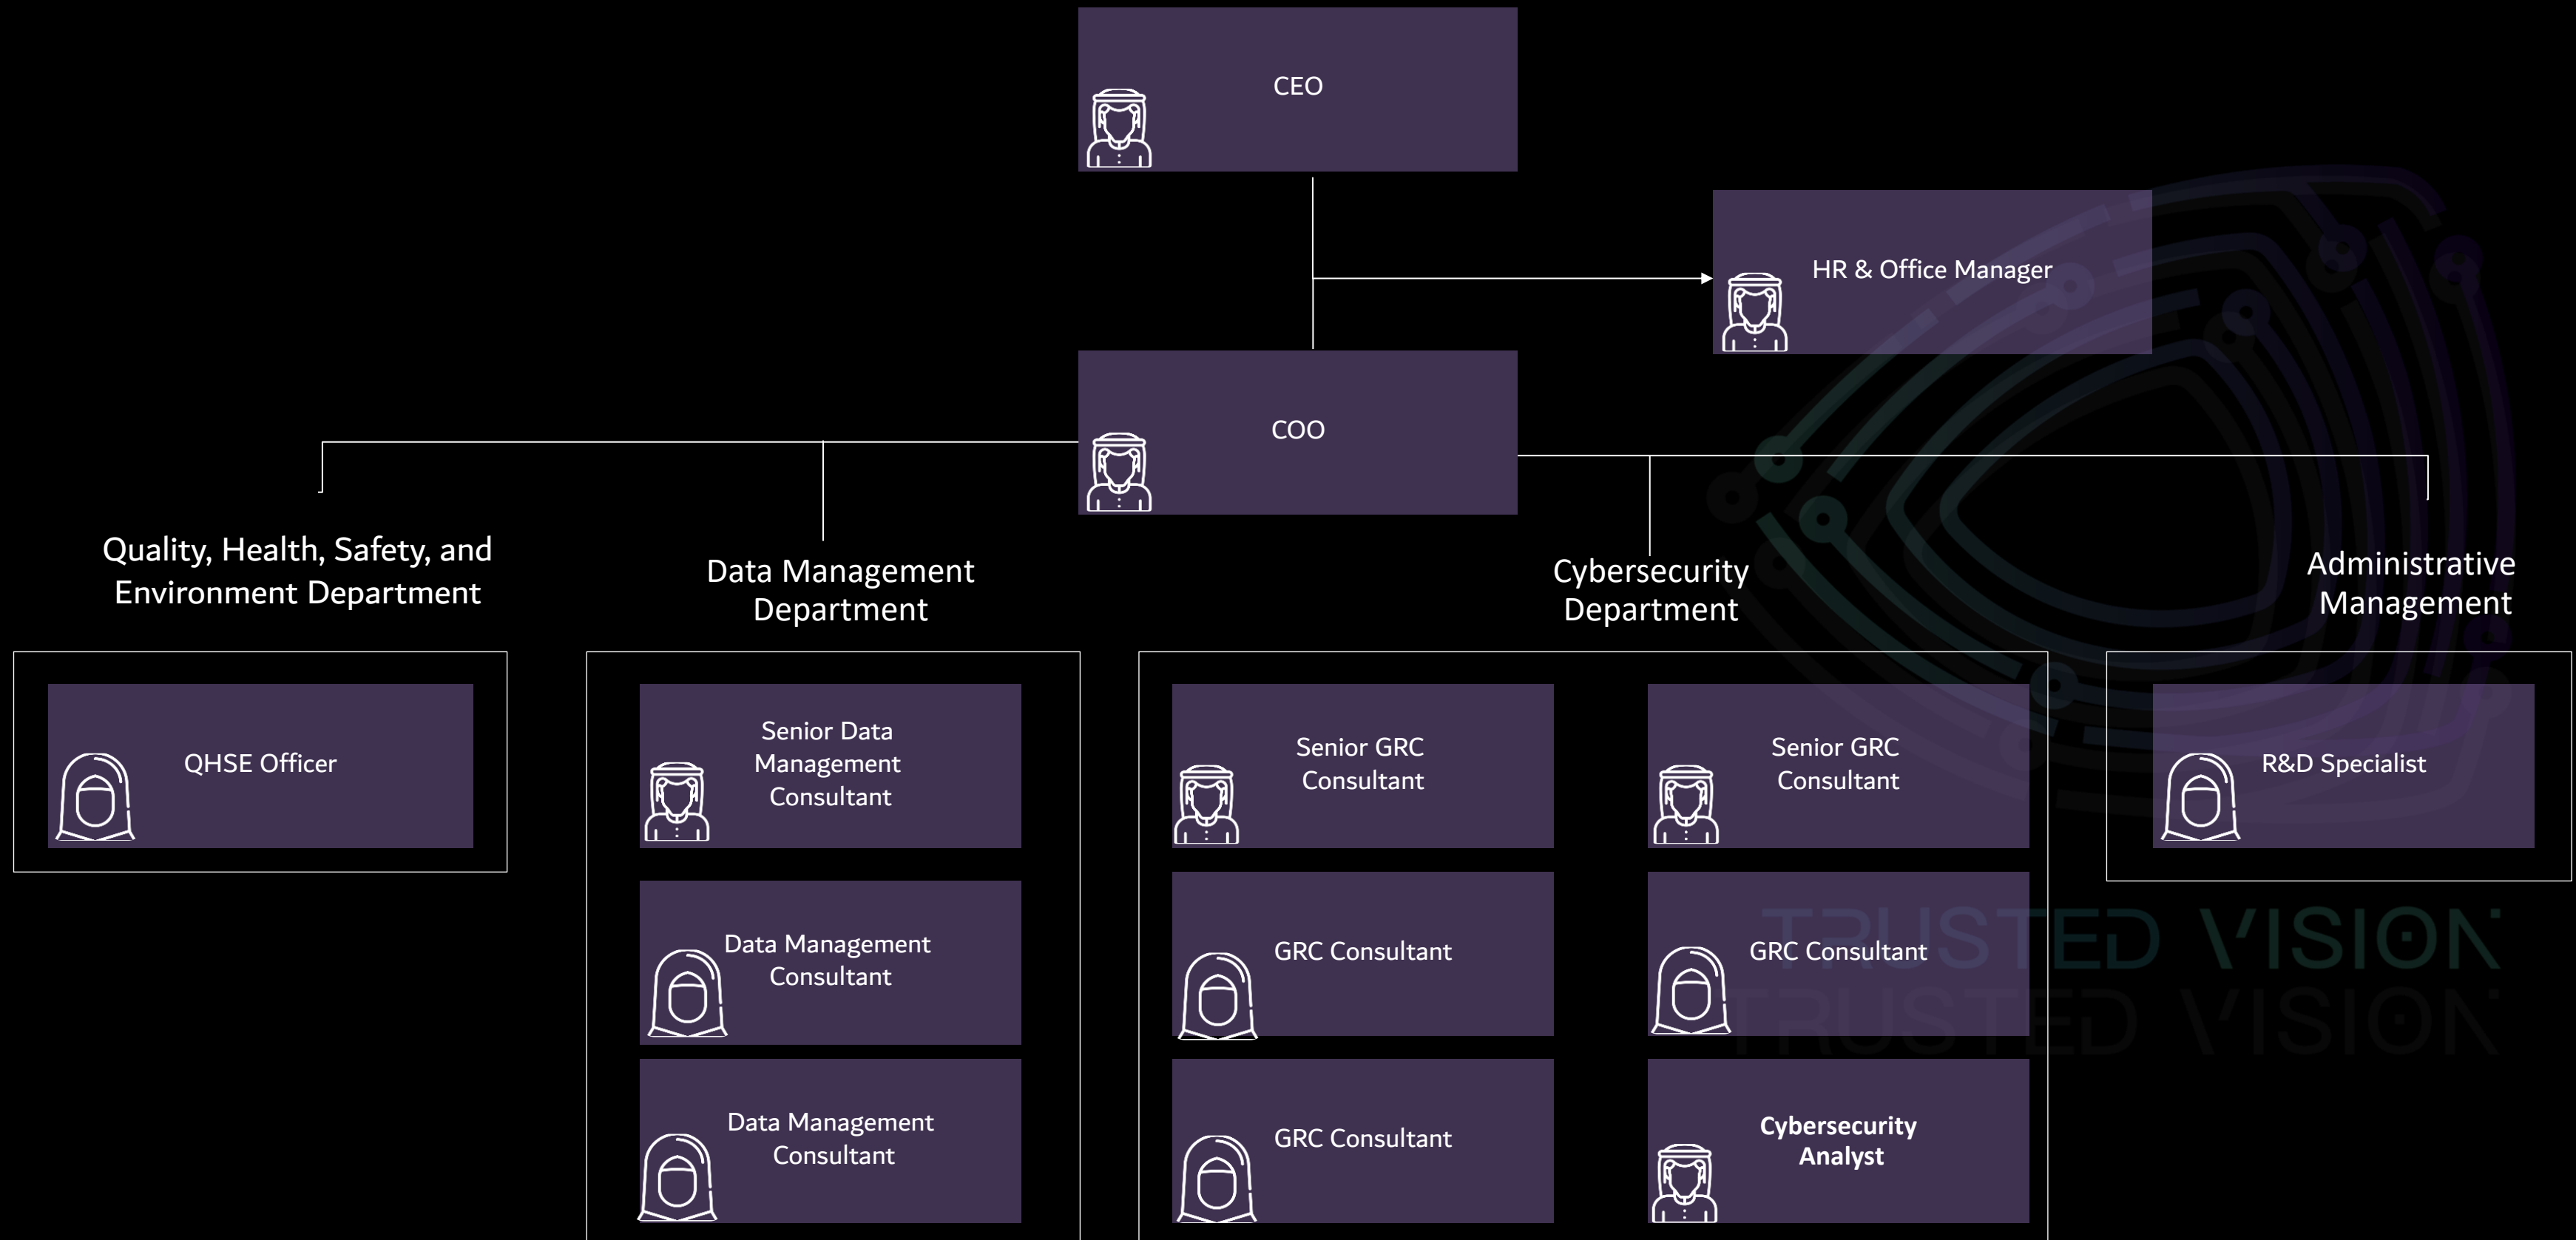 CEO
HR & Office Manager
COO
Quality, Health, Safety, and
Environment Department
Data Management
Department
Cybersecurity
Department
Administrative
Management
QHSE Officer
Senior Data
Management
Consultant
Data Management
Consultant
Data Management
Consultant
Senior GRC
Consultant
Senior GRC
Consultant
GRC Consultant
GRC Consultant
GRC Consultant
Cybersecurity
Analyst
R&D Specialist
TRUSTED VISION
TRUSTED VISION